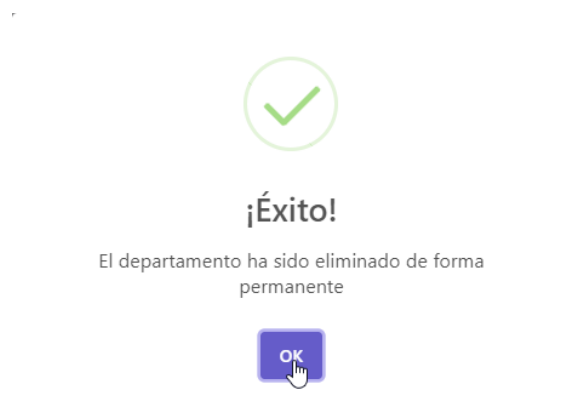 ¡Éxito!
El departamento ha sido eliminado de forma
permanente
OK